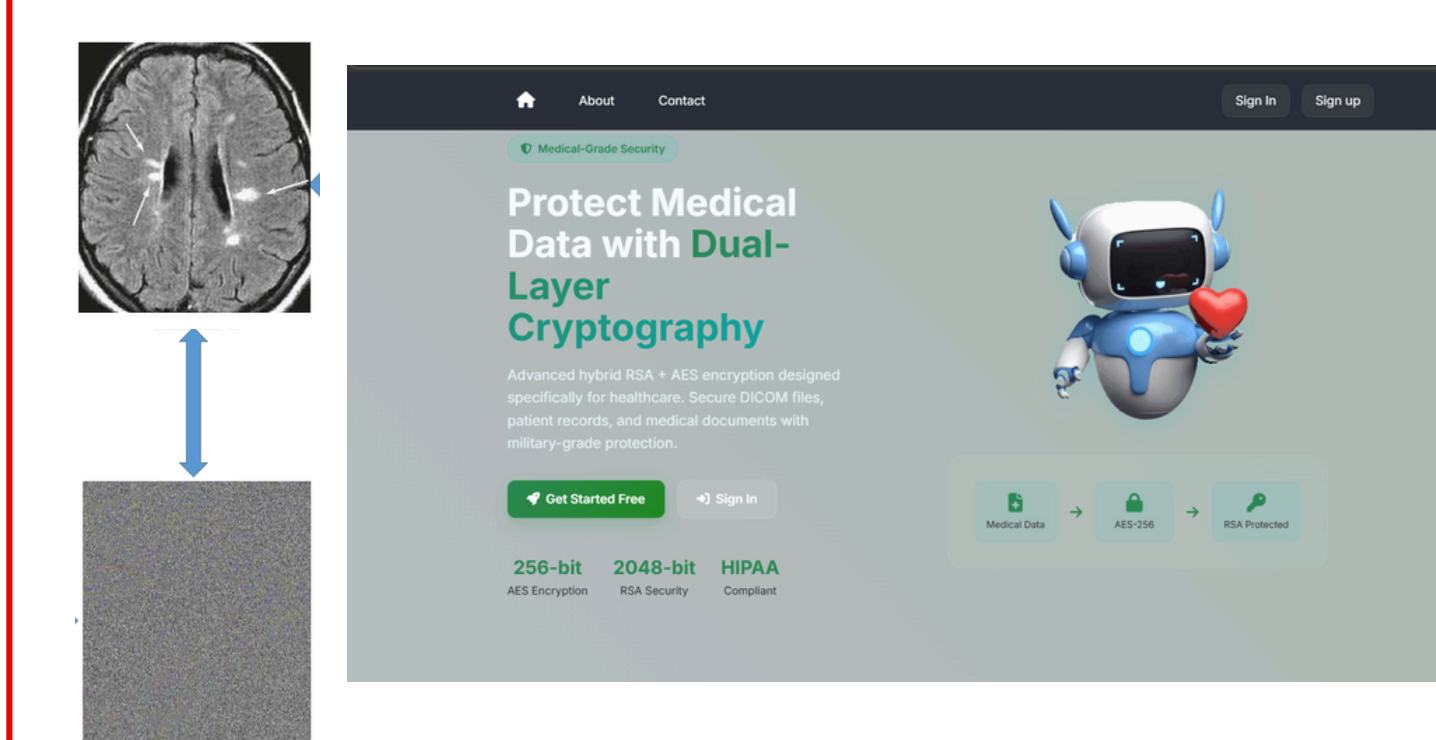 About
Contact
Sign In
Sign up
Medical-Grade Security
Protect Medical
Data with Dual-
Layer
Cryptography
Advanced hybrid RSA + AES encryption designed
specifically for healthcare. Secure DICOM files,
patient records, and medical documents with
military-grade protection.
Get Started Free
Sign In
256-bit
AES Encryption
2048-bit
RSA Security
HIPAA
Compliant
Medical Data
AES-256
RSA Protected